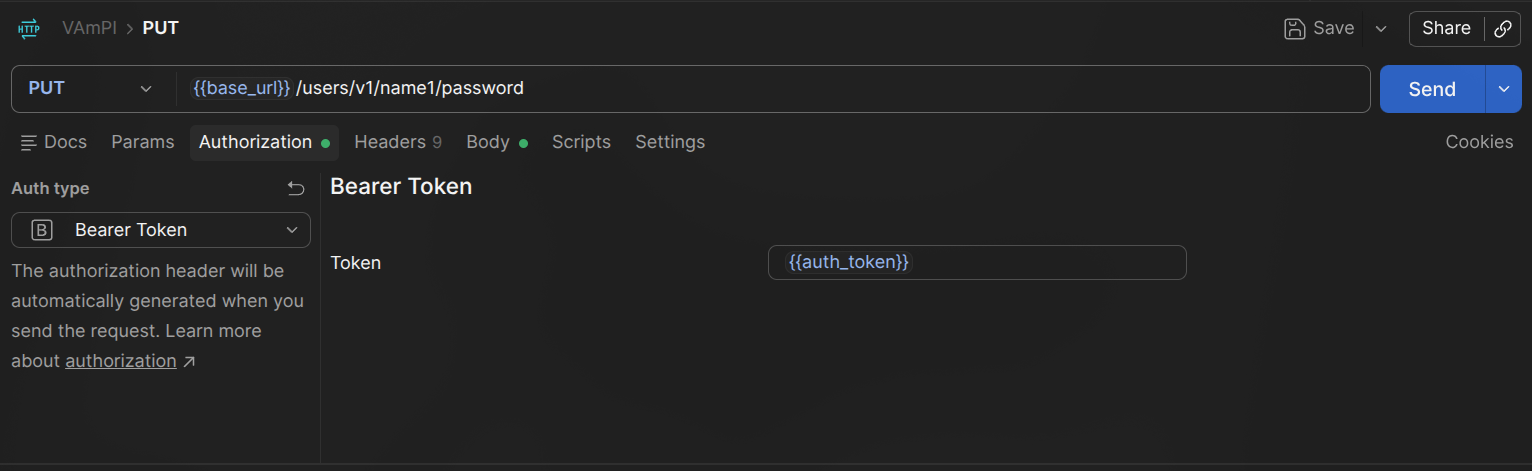 HTTP VAmPI > PUT Save Share
PUT {{base_url}} /users/v1/name1/password Send
Docs Params Authorization Headers 9 Body Scripts Settings Cookies
Auth type
Bearer Token
B Bearer Token
Token {{auth_token}}
The authorization header will be
automatically generated when you
send the request. Learn more
about authorization ↗